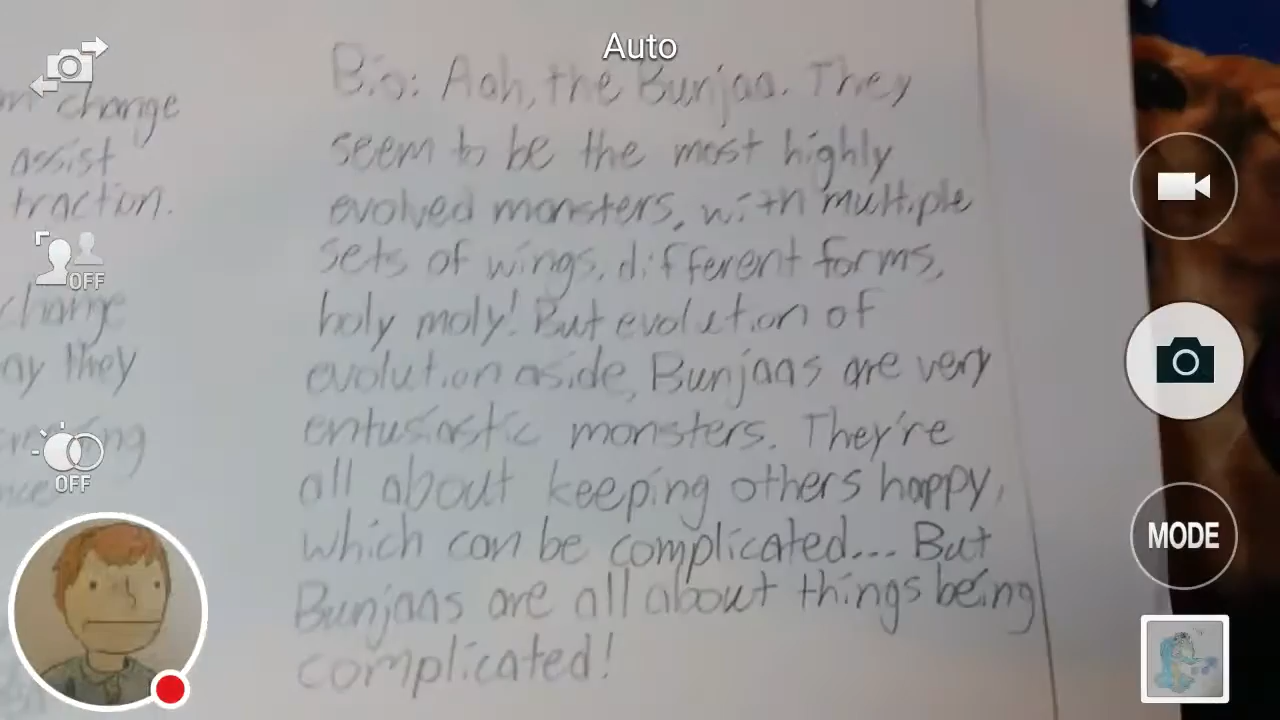 Auto
Bio: Aah, the Bunjaa. They
seem to be the most highly
evolved monsters, with multiple
sets of wings, different forms,
holy moly! But evolution of
evolution aside, Bunjaas are very
entusiastic monsters. They're
all about keeping others happy,
which can be complicated... But
Bunjaas are all about things being
complicated!
change
assist
traction.
OFF
change
they
OFF
MODE